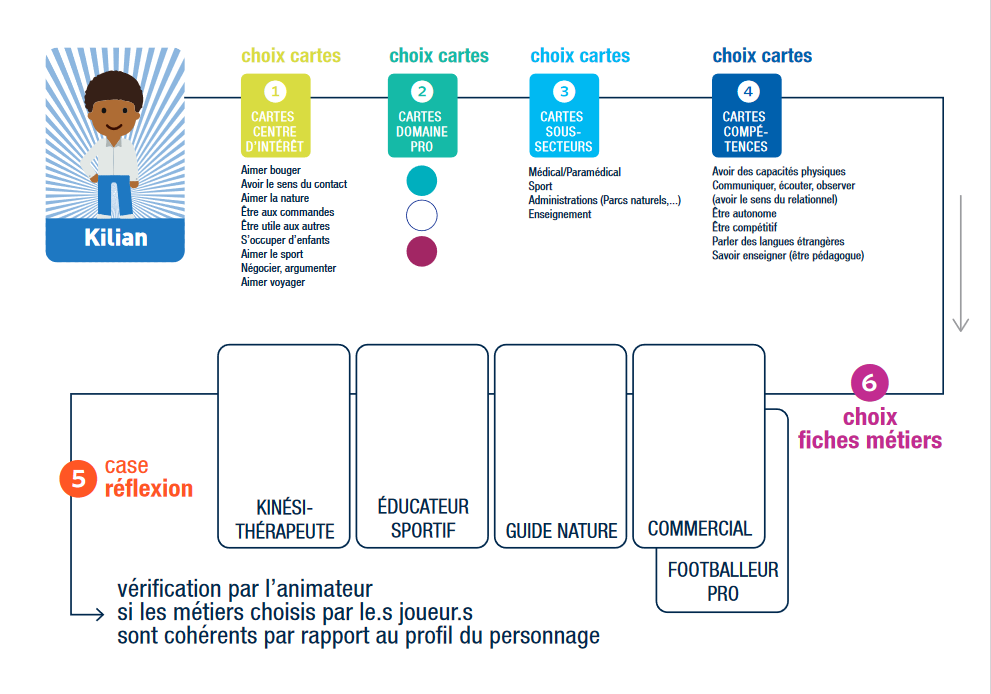 Kilian
choix cartes
1
CARTES
CENTRE
D'INTÉRÊT
Aimer bouger
Avoir le sens du contact
Aimer la nature
Être aux commandes
Être utile aux autres
S'occuper d'enfants
Aimer le sport
Négocier, argumenter
Aimer voyager
choix cartes
2
CARTES
DOMAINE
PRO
choix cartes
3
CARTES
SOUS-
SECTEURS
Médical/Paramédical
Sport
Administrations (Parcs naturels,...)
Enseignement
choix cartes
4
CARTES
COMPÉ-
TENCES
Avoir des capacités physiques
Communiquer, écouter, observer
(avoir le sens du relationnel)
Être autonome
Être compétitif
Parler des langues étrangères
Savoir enseigner (être pédagogue)
6
choix
fiches métiers
KINÉSI-
THÉRAPEUTE
ÉDUCATEUR
SPORTIF
GUIDE NATURE
COMMERCIAL
FOOTBALLEUR
PRO
5
case
réflexion
vérification par l'animateur
si les métiers choisis par le.s joueur.s
sont cohérents par rapport au profil du personnage